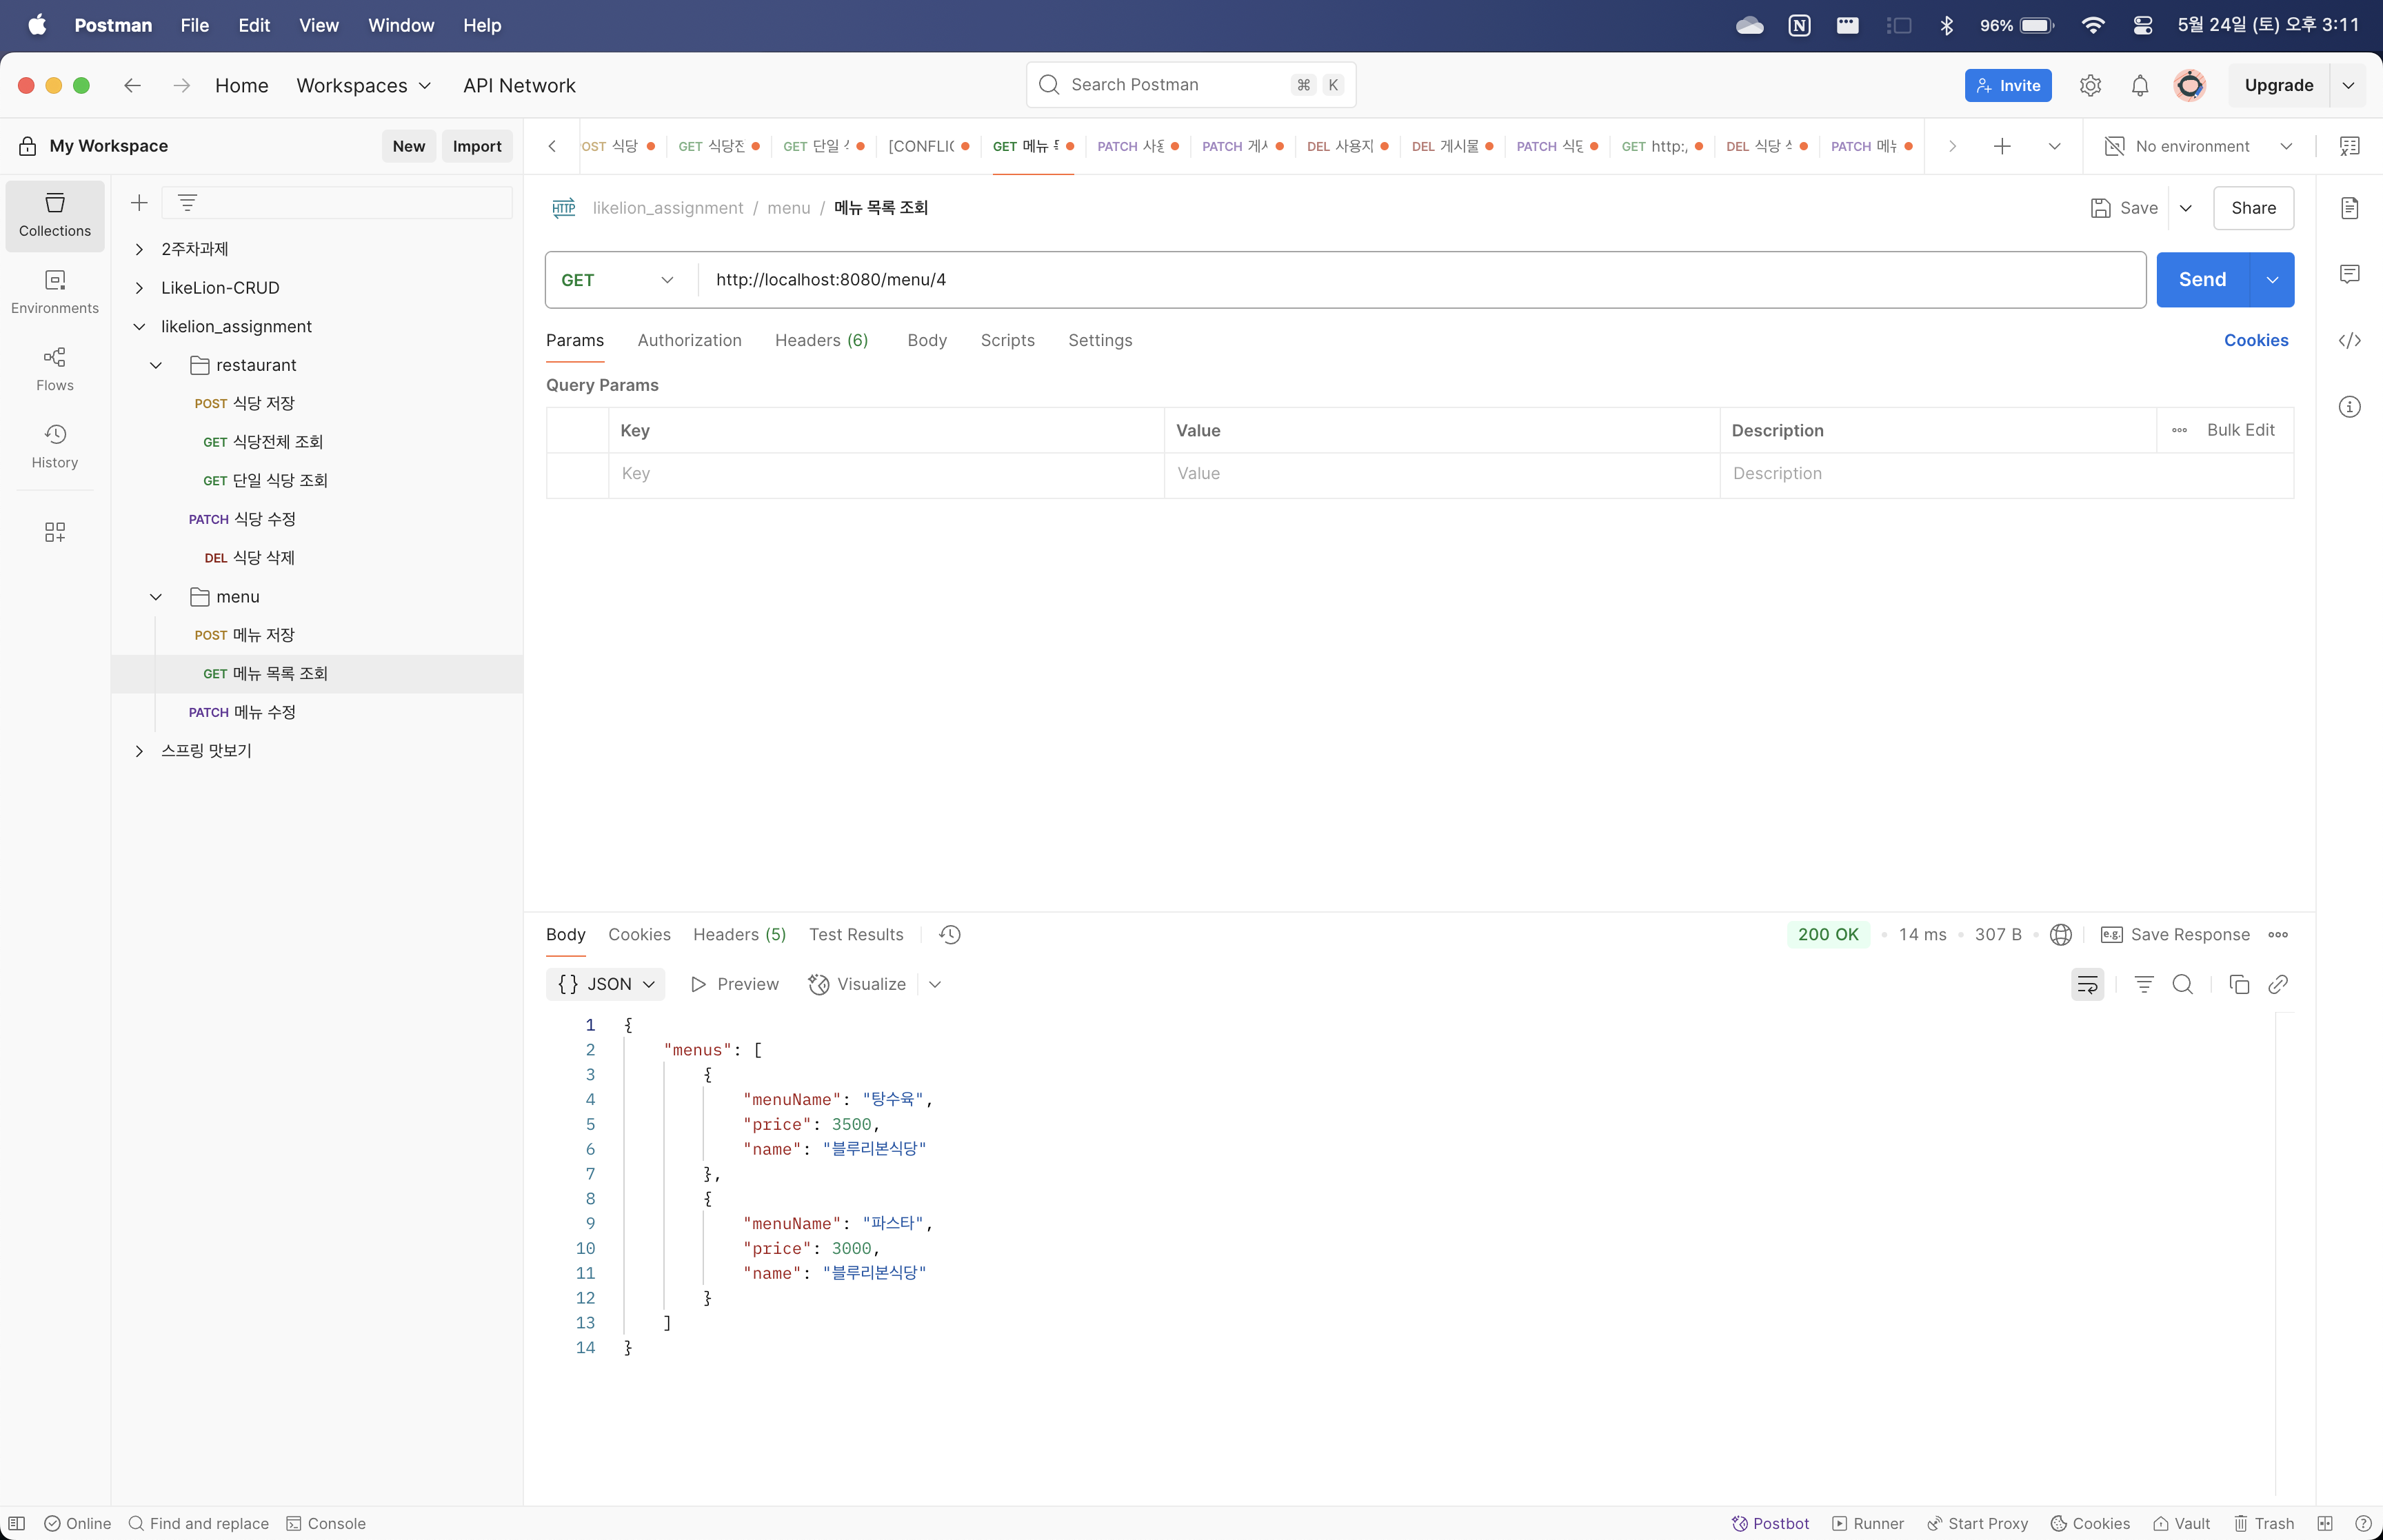 Postman File Edit View Window Help 96% 5월 24일 (토) 오후 3:11
Home Workspaces API Network Search Postman ⌘ K Invite Upgrade
My Workspace New Import
OST 식당 GET 식당전 GET 단일 [CONFLIC GET 메뉴 PATCH 사용 PATCH 게시 DEL 사용자 DEL 게시물 PATCH 식당 GET http:/ DEL 식당 PATCH 메뉴 No environment
Collections
Environments
Flows
History
2주차과제
LikeLion-CRUD
likelion_assignment
restaurant
POST 식당 저장
GET 식당전체 조회
GET 단일 식당 조회
PATCH 식당 수정
DEL 식당 삭제
menu
POST 메뉴 저장
GET 메뉴 목록 조회
PATCH 메뉴 수정
스프링 맛보기
HTTP likelion_assignment / menu / 메뉴 목록 조회 Save Share
GET http://localhost:8080/menu/4 Send
Params Authorization Headers (6) Body Scripts Settings Cookies
Query Params
Key Value Description Bulk Edit
Key Value Description
Body Cookies Headers (5) Test Results 200 OK 14 ms 307 B e.g. Save Response
{} JSON Preview Visualize
1 {
2 "menus": [
3 {
4 "menuName": "탕수육",
5 "price": 3500,
6 "name": "블루리본식당"
7 },
8 {
9 "menuName": "파스타",
10 "price": 3000,
11 "name": "블루리본식당"
12 }
13 ]
14 }
Online Find and replace Console Postbot Runner Start Proxy Cookies Vault Trash